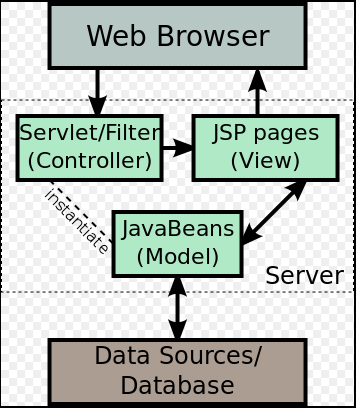 Web Browser
Servlet/Filter
(Controller)
JSP pages
(View)
instantiate
JavaBeans
(Model)
Server
Data Sources/
Database